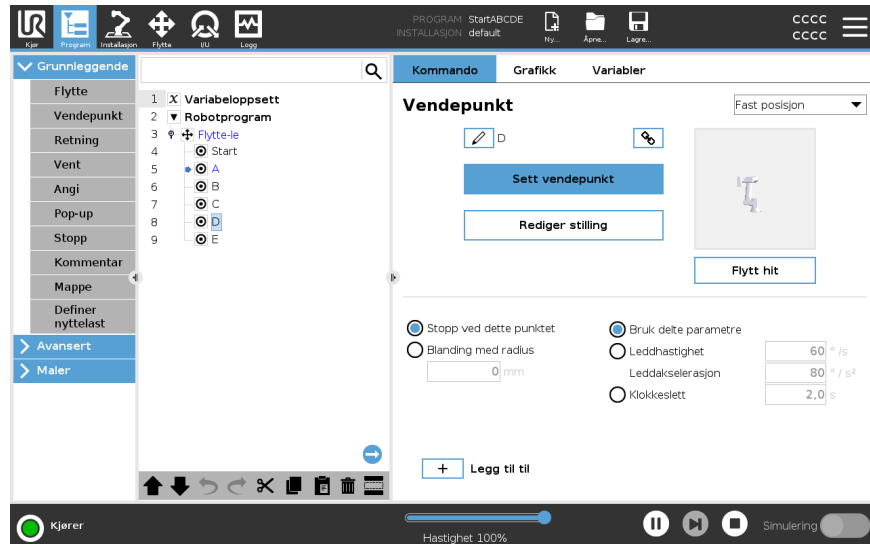 UR
PROGRAM StartABCDE
INSTALLASJON default
CCCC
CCCC
Kjør Program Installasjon Flytte I/U Logg Ny... Åpne... Lagre...
Grunnleggende
Flytte
Vendepunkt
Retning
Vent
Angi
Pop-up
Stopp
Kommentar
Mappe
Definer
nyttelast
Avansert
Maler
1 X Variabeloppsett
2 Robotprogram
3 Flytte-le
4 Start
5 A
6 B
7 C
8 D
9 E
Kommando Grafikk Variabler
Vendepunkt
Fast posisjon
D
Sett vendepunkt
Rediger stilling
Flytt hit
Stopp ved dette punktet
Blanding med radius
0 mm
Bruk delte parametre
Leddhastighet 60 ° /s
Leddakselerasjon 80 ° / s²
Klokkeslett 2,0 s
+ Legg til til
Kjører
Hastighet 100%
Simulering